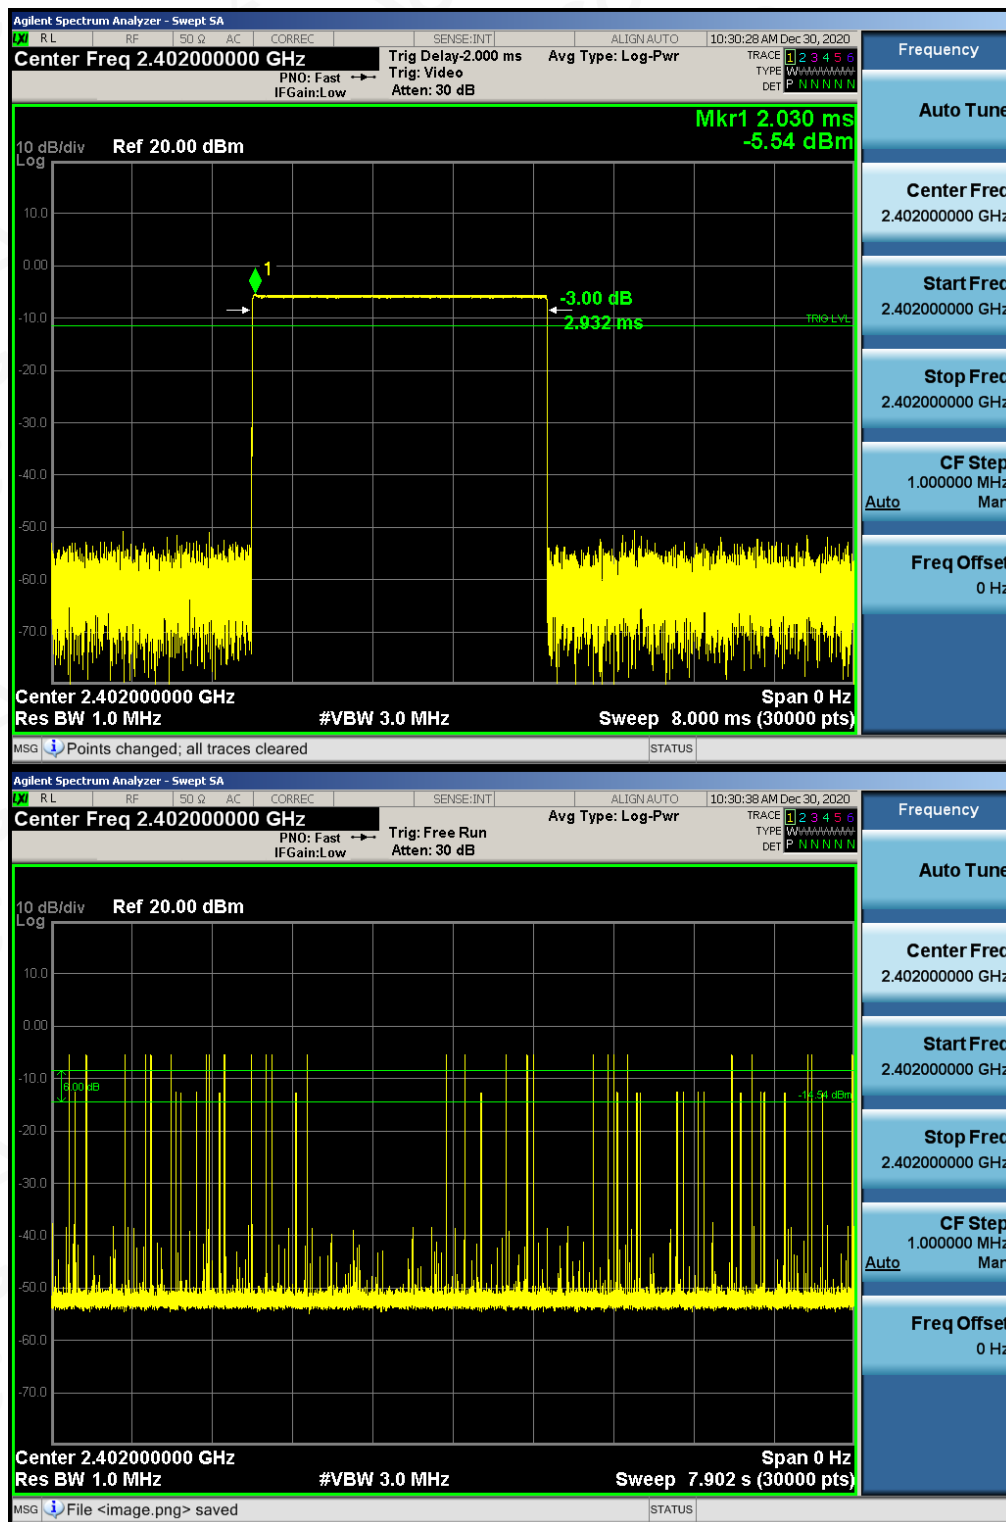 Agilent Spectrum Analyzer - Swept SA
LXI RL RF 50 Ω AC CORREC SENSE:INT ALIGN AUTO 10:30:28 AM Dec 30, 2020
Center Freq 2.402000000 GHz
PNO: Fast
IFGain:Low
Trig Delay-2.000 ms
Trig: Video
Atten: 30 dB
Avg Type: Log-Pwr
TRACE 1 2 3 4 5 6
TYPE
DET P N N N N N
Mkr1 2.030 ms
-5.54 dBm
10 dB/div Ref 20.00 dBm
Log
10.0
0.00
-10.0
-20.0
-30.0
-40.0
-50.0
-60.0
-70.0
1
-3.00 dB
2.932 ms
TRIG LVL
Center 2.402000000 GHz Span 0 Hz
Res BW 1.0 MHz #VBW 3.0 MHz Sweep 8.000 ms (30000 pts)
MSG Points changed; all traces cleared STATUS
Frequency
Auto Tune
Center Freq
2.402000000 GHz
Start Freq
2.402000000 GHz
Stop Freq
2.402000000 GHz
CF Step
1.000000 MHz
Auto Man
Freq Offset
0 Hz
Agilent Spectrum Analyzer - Swept SA
LXI RL RF 50 Ω AC CORREC SENSE:INT ALIGN AUTO 10:30:38 AM Dec 30, 2020
Center Freq 2.402000000 GHz
PNO: Fast
IFGain:Low
Trig: Free Run
Atten: 30 dB
Avg Type: Log-Pwr
TRACE 1 2 3 4 5 6
TYPE
DET P N N N N N
10 dB/div Ref 20.00 dBm
Log
10.0
0.00
-10.0
-20.0
-30.0
-40.0
-50.0
-60.0
-70.0
6.00 dB
-14.54 dBm
Center 2.402000000 GHz Span 0 Hz
Res BW 1.0 MHz #VBW 3.0 MHz Sweep 7.902 s (30000 pts)
MSG File <image.png> saved STATUS
Frequency
Auto Tune
Center Freq
2.402000000 GHz
Start Freq
2.402000000 GHz
Stop Freq
2.402000000 GHz
CF Step
1.000000 MHz
Auto Man
Freq Offset
0 Hz